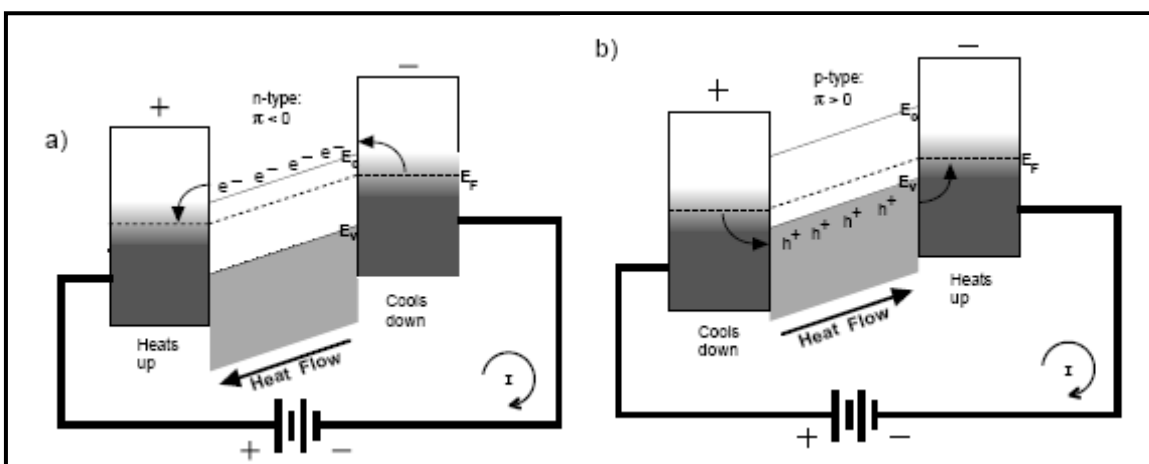 a)
+
n-type:
π < 0
−
e⁻ e⁻ e⁻ e⁻
E_c
E_F
E_v
Heats
up
Cools
down
Heat Flow
I
+ −
b)
+
p-type:
π > 0
−
E_o
E_F
E_v
h⁺ h⁺ h⁺ h⁺
Cools
down
Heats
up
Heat Flow
I
+ −